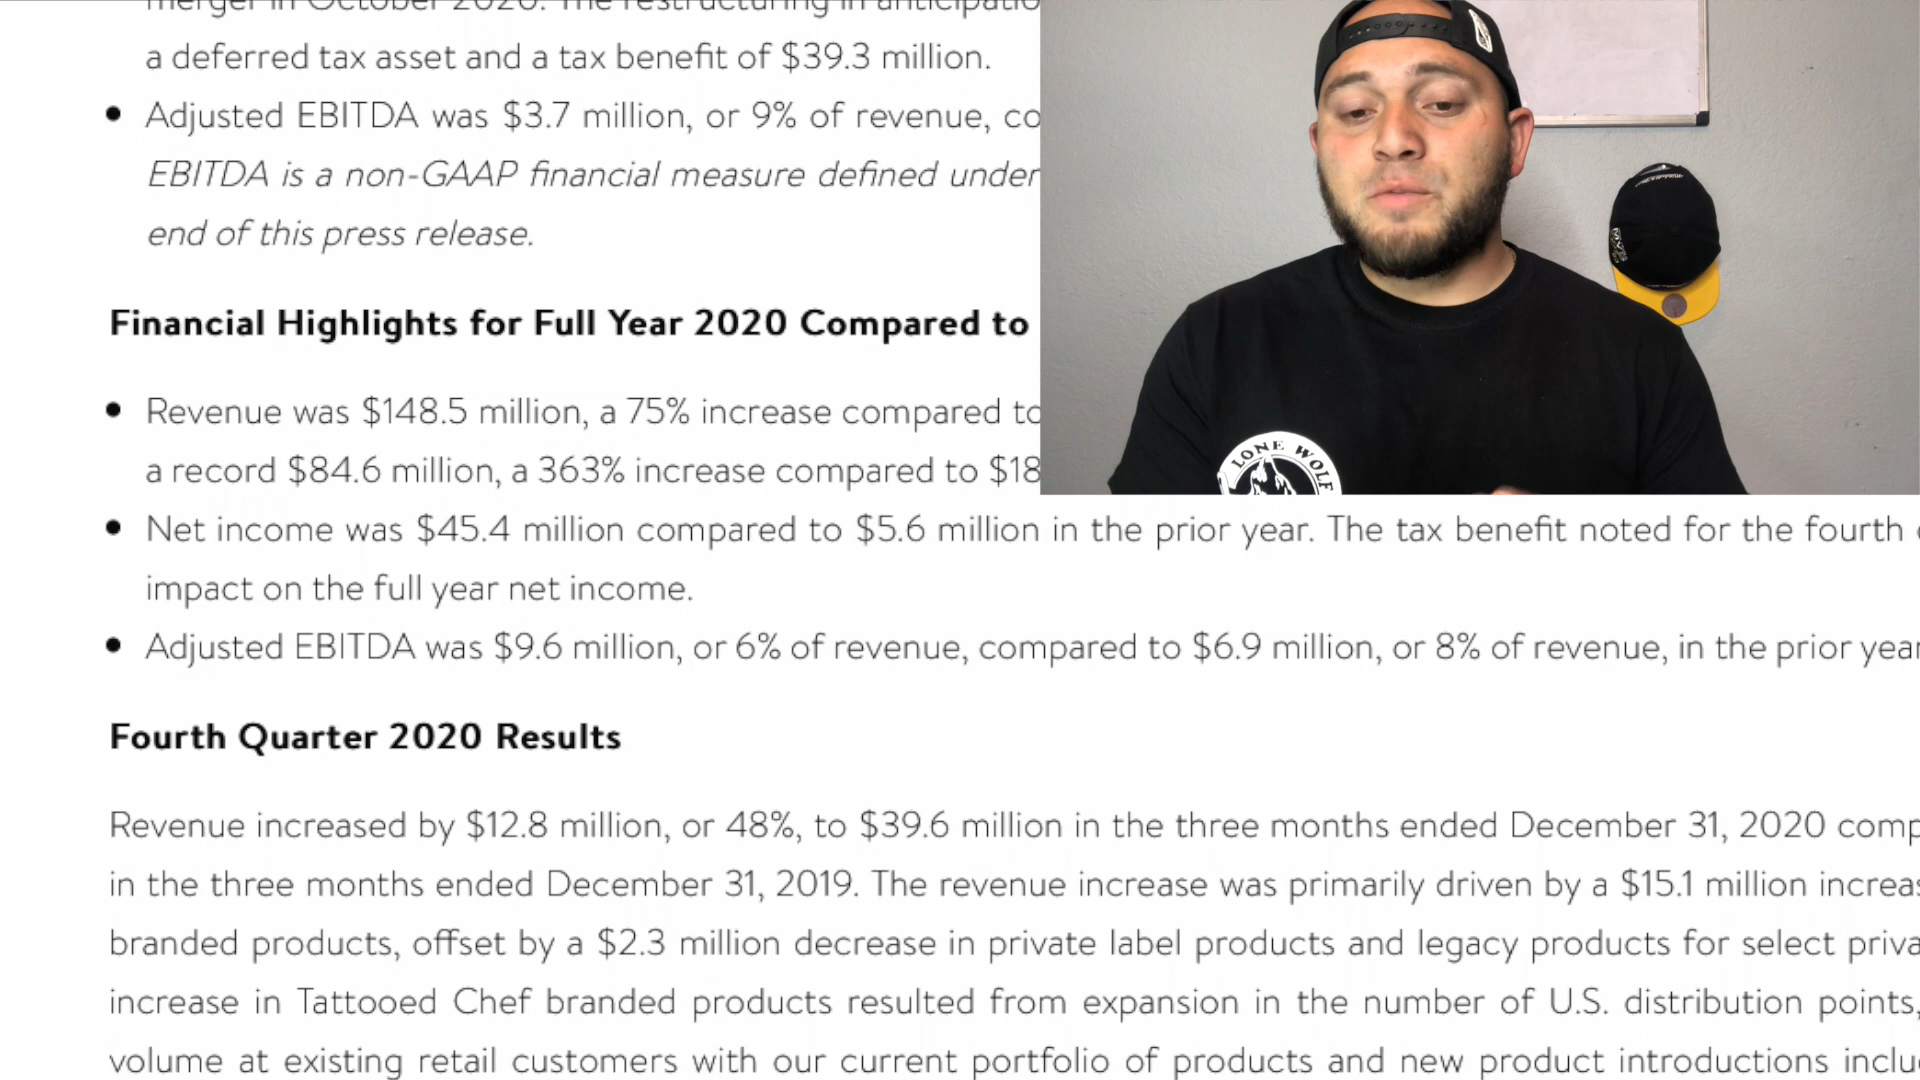 merger in October 2020. The restructuring in anticipatio
a deferred tax asset and a tax benefit of $39.3 million.
Adjusted EBITDA was $3.7 million, or 9% of revenue, co
EBITDA is a non-GAAP financial measure defined under
end of this press release.
Financial Highlights for Full Year 2020 Compared to
Revenue was $148.5 million, a 75% increase compared to
a record $84.6 million, a 363% increase compared to $18
Net income was $45.4 million compared to $5.6 million in the prior year. The tax benefit noted for the fourth
impact on the full year net income.
Adjusted EBITDA was $9.6 million, or 6% of revenue, compared to $6.9 million, or 8% of revenue, in the prior year
Fourth Quarter 2020 Results
Revenue increased by $12.8 million, or 48%, to $39.6 million in the three months ended December 31, 2020 comp
in the three months ended December 31, 2019. The revenue increase was primarily driven by a $15.1 million increas
branded products, offset by a $2.3 million decrease in private label products and legacy products for select priva
increase in Tattooed Chef branded products resulted from expansion in the number of U.S. distribution points,
volume at existing retail customers with our current portfolio of products and new product introductions inclu
LONE WOLF